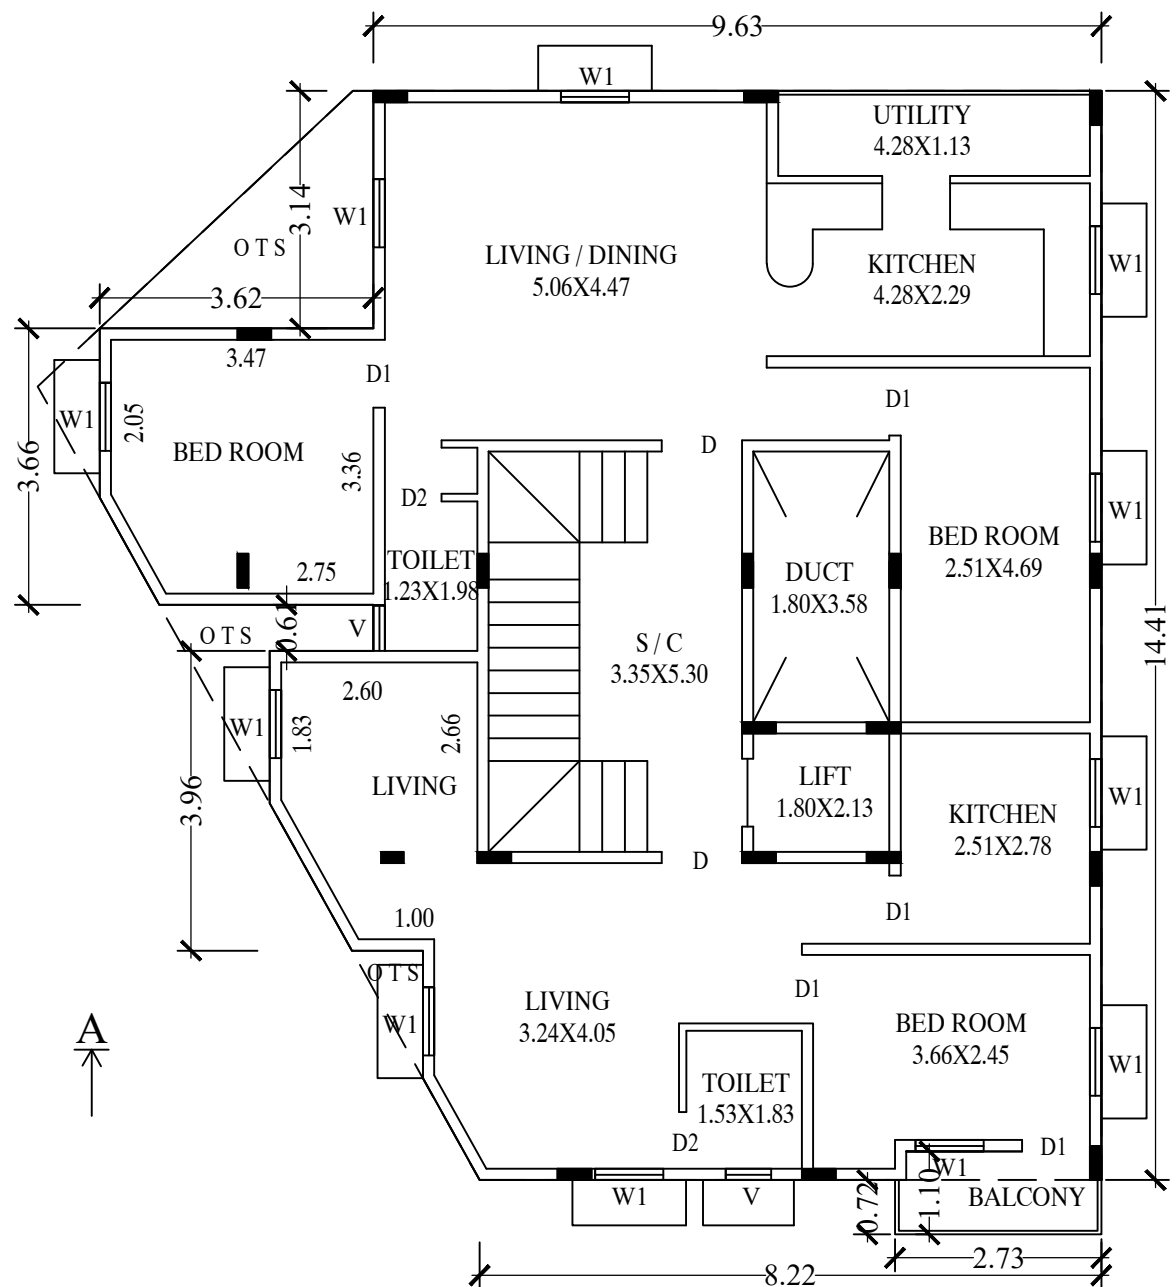 9.63
W1
UTILITY
4.28X1.13
3.14
W1
O T S
LIVING / DINING
5.06X4.47
KITCHEN
4.28X2.29
W1
3.62
3.47
D1
D1
W1
2.05
BED ROOM
3.36
3.66
D
D2
W1
BED ROOM
2.51X4.69
TOILET
1.23X1.98
2.75
DUCT
1.80X3.58
0.61
V
O T S
S / C
3.35X5.30
14.41
2.60
W1
1.83
2.66
LIVING
3.96
LIFT
1.80X2.13
W1
KITCHEN
2.51X2.78
D
1.00
D1
O T S
D1
LIVING
3.24X4.05
W1
BED ROOM
3.66X2.45
A
W1
TOILET
1.53X1.83
D2
D1
W1
W1
V
0.72
1.10
BALCONY
2.73
8.22